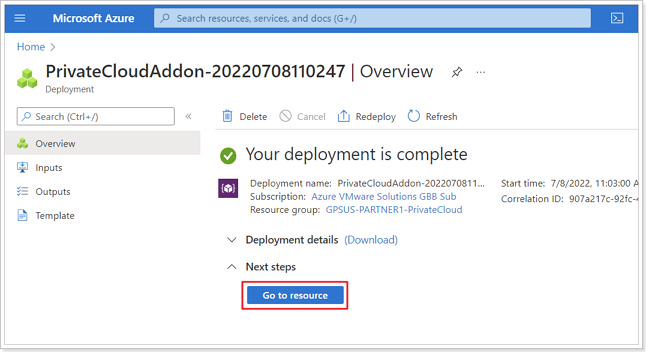 Microsoft Azure
Search resources, services, and docs (G+/)
Home
PrivateCloudAddon-20220708110247 | Overview
Deployment
Search (Ctrl+/)
Delete
Cancel
Redeploy
Refresh
Overview
Inputs
Outputs
Template
Your deployment is complete
Deployment name: PrivateCloudAddon-2022070811... Start time: 7/8/2022, 11:03:00 A
Subscription: Azure VMware Solutions GBB Sub Correlation ID: 907a217c-92fc-4
Resource group: GPSUS-PARTNER1-PrivateCloud
Deployment details (Download)
Next steps
Go to resource